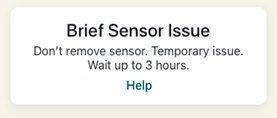 Brief Sensor Issue
Don’t remove sensor. Temporary issue.
Wait up to 3 hours.
Help